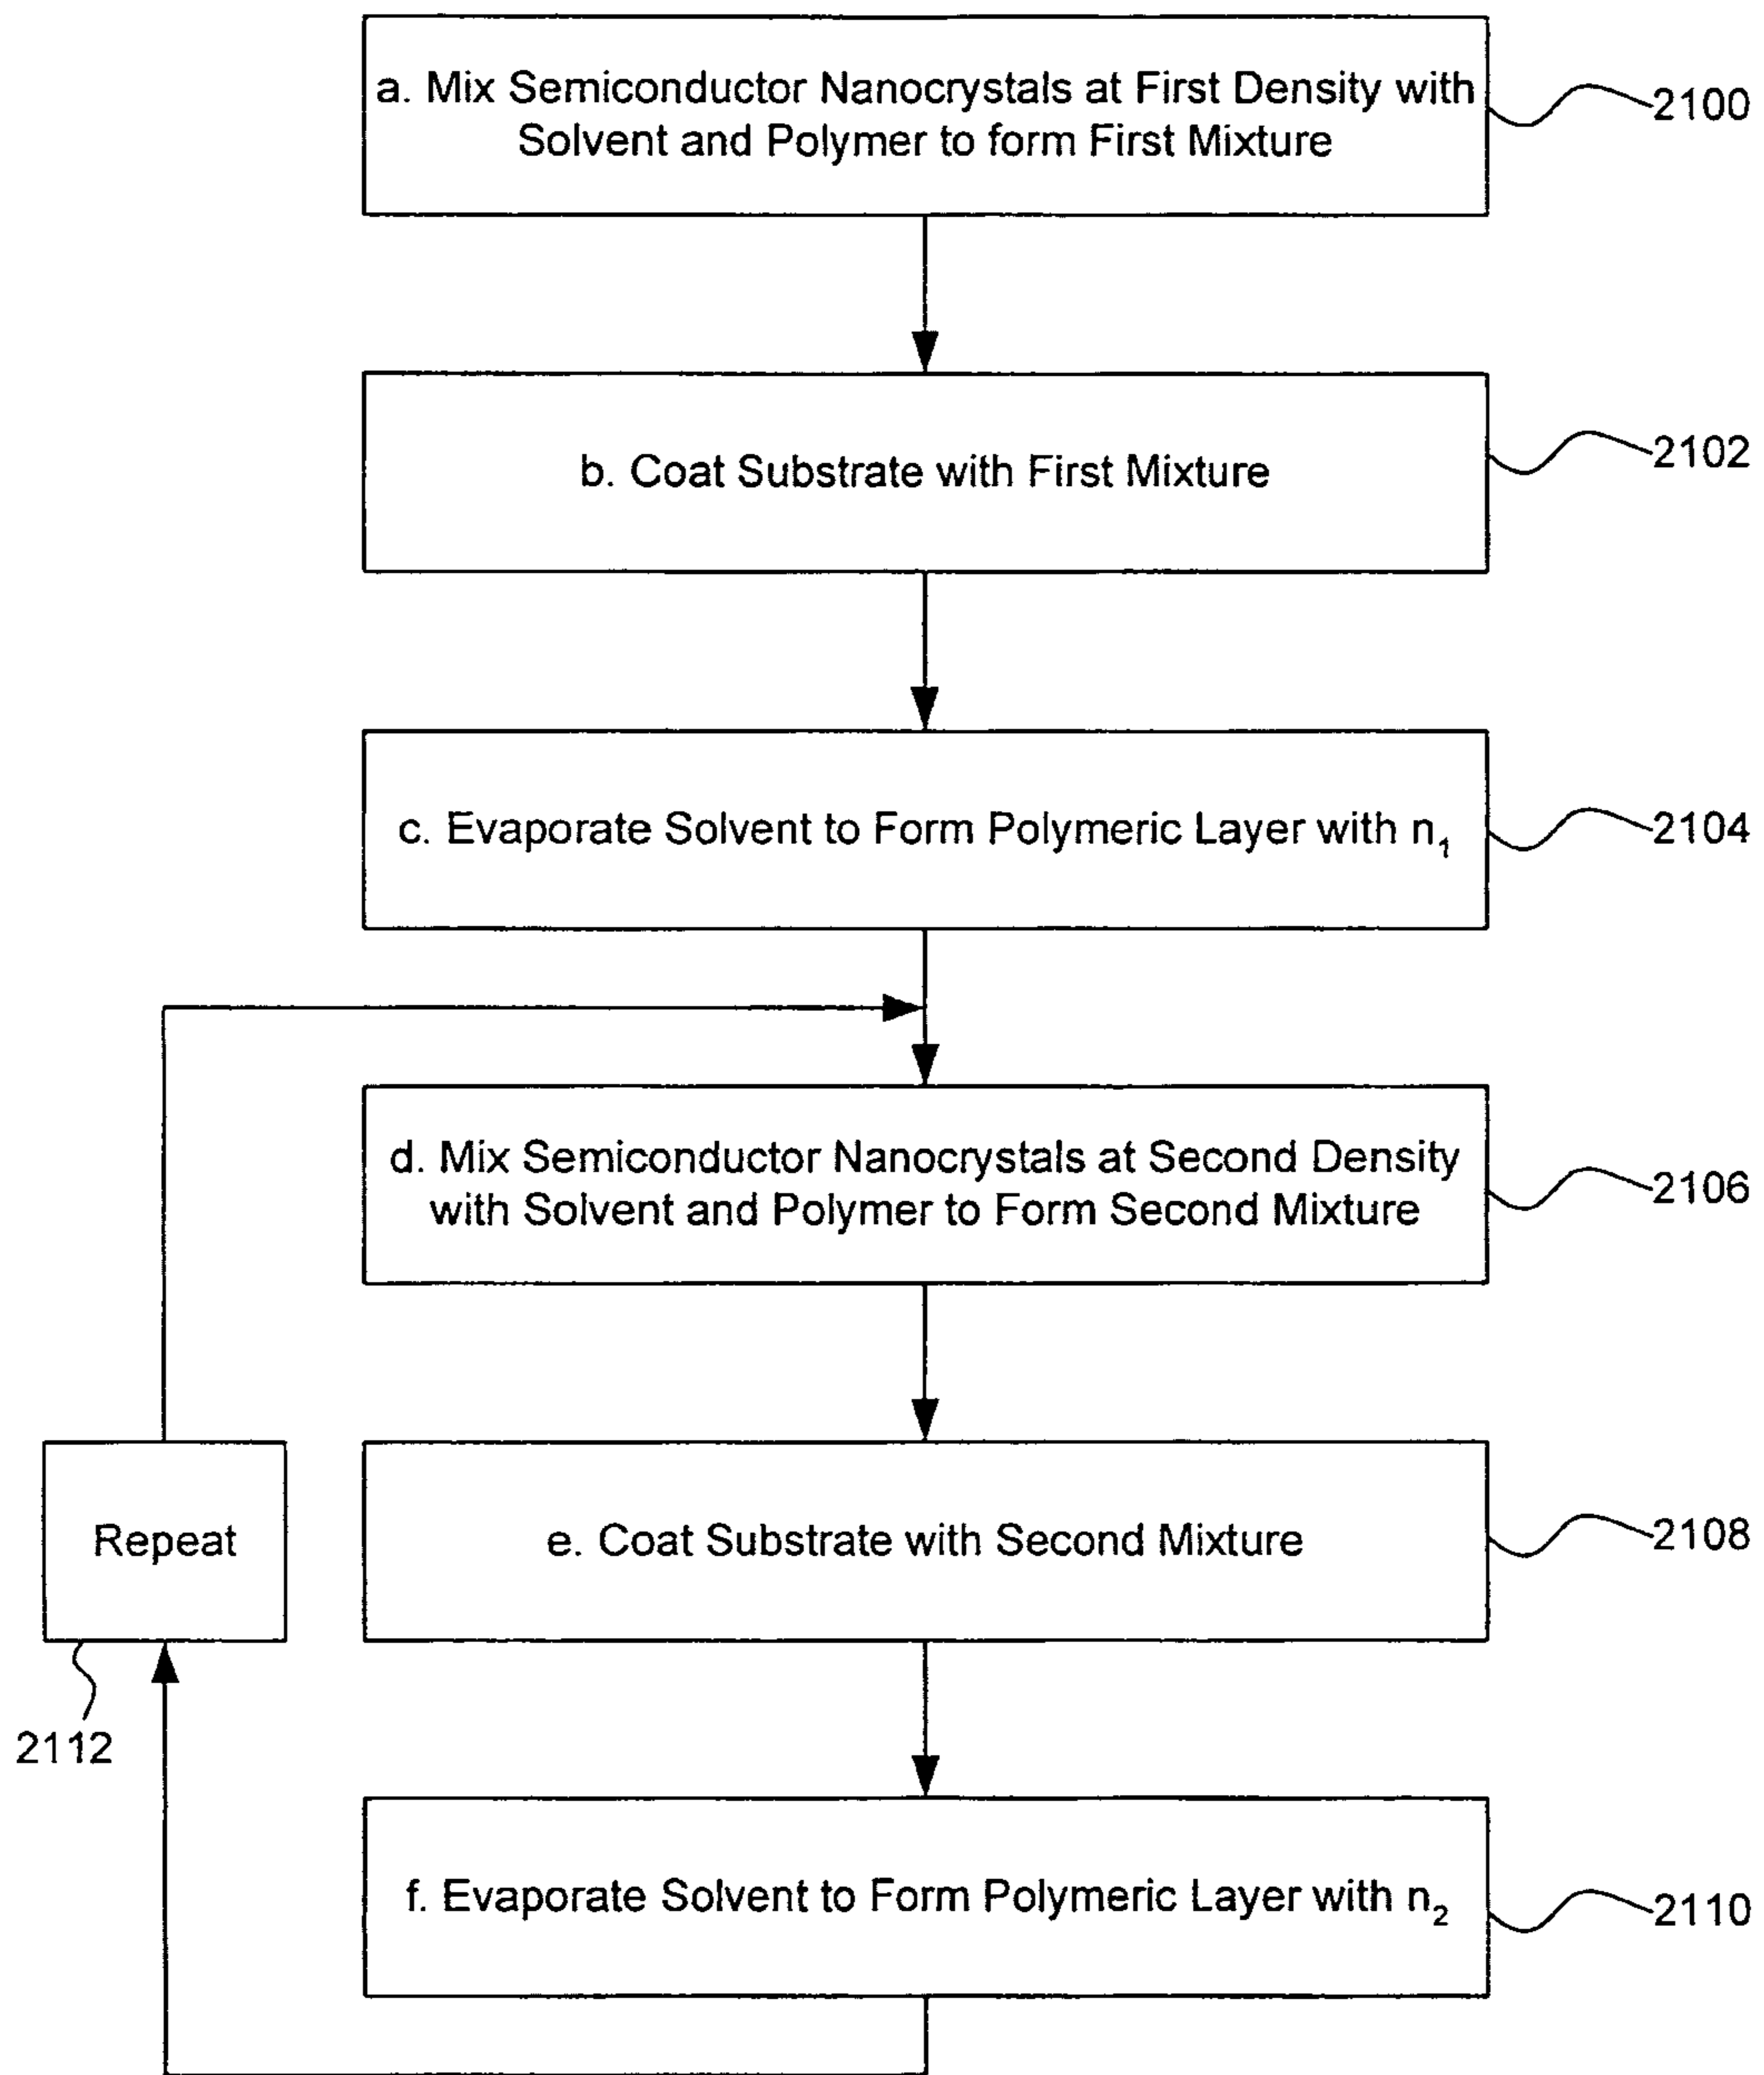 a. Mix Semiconductor Nanocrystals at First Density with
Solvent and Polymer to form First Mixture
2100
b. Coat Substrate with First Mixture
2102
c. Evaporate Solvent to Form Polymeric Layer with n₁
2104
d. Mix Semiconductor Nanocrystals at Second Density
with Solvent and Polymer to Form Second Mixture
2106
Repeat
2112
e. Coat Substrate with Second Mixture
2108
f. Evaporate Solvent to Form Polymeric Layer with n₂
2110